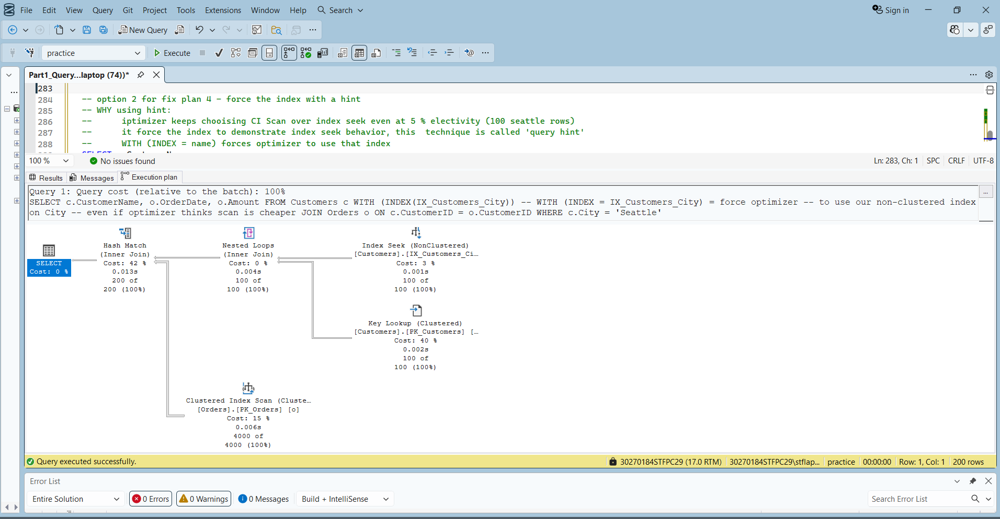 File Edit View Query Git Project Tools Extensions Window Help Search Sign in
New Query
practice Execute
Part1_Query...laptop (74))*
283
284 -- option 2 for fix plan 4 - force the index with a hint
285 -- WHY using hint:
286 -- iptimizer keeps chooising CI Scan over index seek even at 5 % electivity (100 seattle rows)
287 -- it force the index to demonstrate index seek behavior, this technique is called 'query hint'
288 -- WITH (INDEX = name) forces optimizer to use that index
100 % No issues found Ln: 283, Ch: 1 SPC CRLF UTF-8
Results Messages Execution plan
Query 1: Query cost (relative to the batch): 100%
SELECT c.CustomerName, o.OrderDate, o.Amount FROM Customers c WITH (INDEX(IX_Customers_City)) -- WITH (INDEX = IX_Customers_City) = force optimizer -- to use our non-clustered index
on City -- even if optimizer thinks scan is cheaper JOIN Orders o ON c.CustomerID = o.CustomerID WHERE c.City = 'Seattle'
...
SELECT
Cost: 0 %
Hash Match
(Inner Join)
Cost: 42 %
0.013s
200 of
200 (100%)
Nested Loops
(Inner Join)
Cost: 0 %
0.004s
100 of
100 (100%)
Index Seek (NonClustered)
[Customers].[IX_Customers_Ci...
Cost: 3 %
0.001s
100 of
100 (100%)
Key Lookup (Clustered)
[Customers].[PK_Customers] [...
Cost: 40 %
0.002s
100 of
100 (100%)
Clustered Index Scan (Cluste...
[Orders].[PK_Orders] [o]
Cost: 15 %
0.006s
4000 of
4000 (100%)
Query executed successfully. 30270184STFPC29 (17.0 RTM) 30270184STFPC29\stflap... practice 00:00:00 Row: 1, Col: 1 200 rows
Error List
Entire Solution 0 Errors 0 Warnings 0 Messages Build + IntelliSense Search Error List